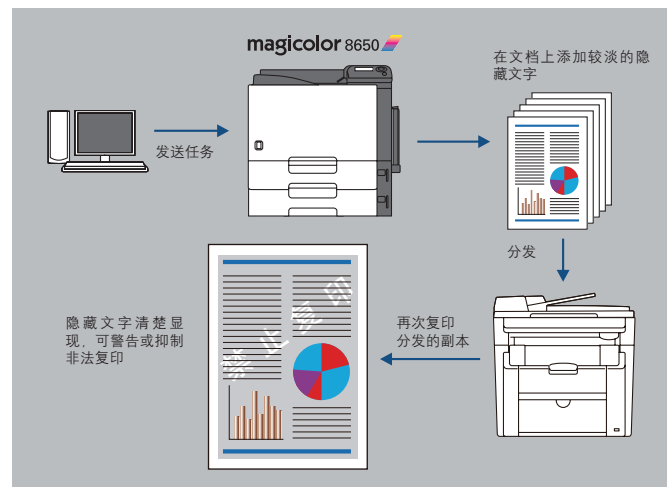 magicolor 8650
在文档上添加较淡的隐
藏文字
发送任务
分发
再次复印
分发的副本
禁止复印
隐藏文字清楚显
现，可警告或抑制
非法复印